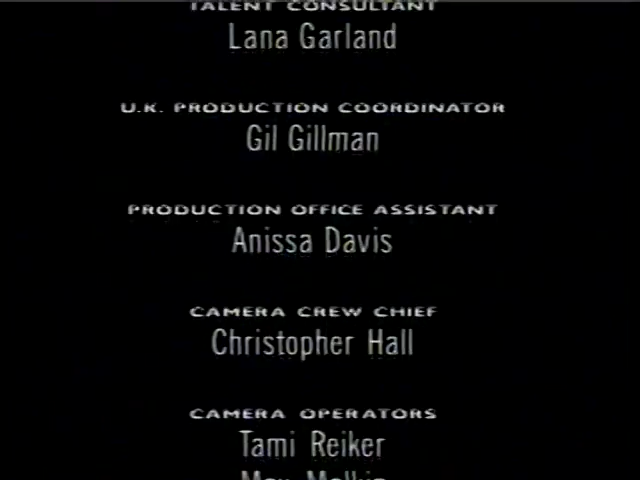 TALENT CONSULTANT
Lana Garland
U.K. PRODUCTION COORDINATOR
Gil Gillman
PRODUCTION OFFICE ASSISTANT
Anissa Davis
CAMERA CREW CHIEF
Christopher Hall
CAMERA OPERATORS
Tami Reiker